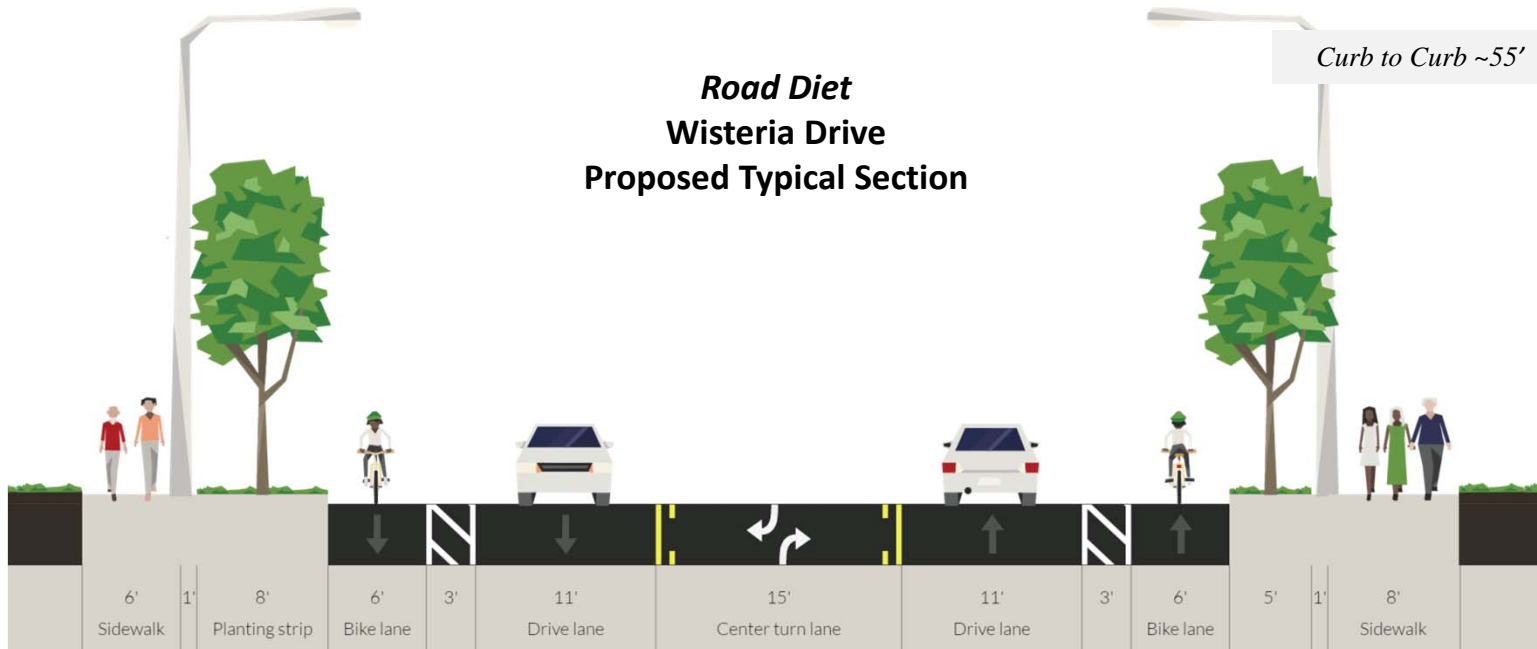 Curb to Curb ~55′
Road Diet
Wisteria Drive
Proposed Typical Section
6' 1' 8' 6' 3' 11' 15' 11' 3' 6' 5' 1' 8'
Sidewalk Planting strip Bike lane Drive lane Center turn lane Drive lane Bike lane Sidewalk